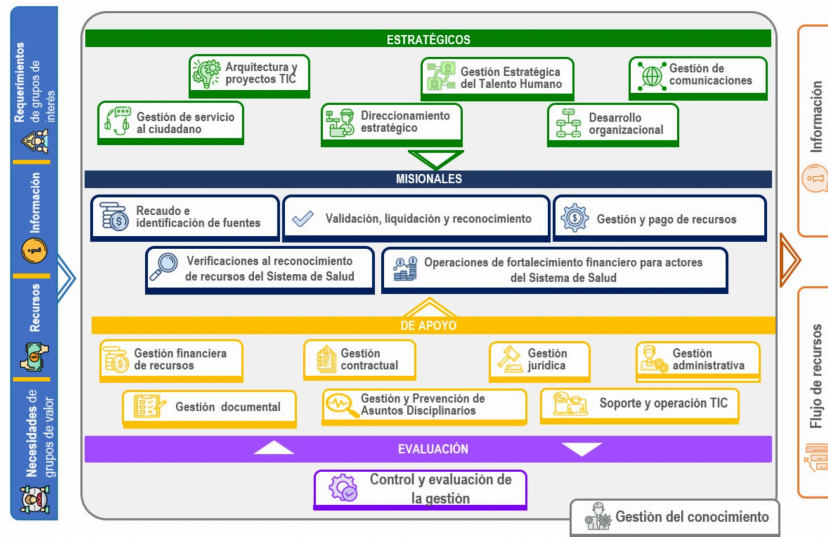 Requerimientos
de grupos de
interés
Información
Recursos
Necesidades de
grupos de valor
ESTRATÉGICOS
Arquitectura y
proyectos TIC
Gestión Estratégica
del Talento Humano
Gestión de
comunicaciones
Gestión de servicio
al ciudadano
Direccionamiento
estratégico
Desarrollo
organizacional
MISIONALES
Recaudo e
identificación de fuentes
Validación, liquidación y reconocimiento
Gestión y pago de recursos
Verificaciones al reconocimiento
de recursos del Sistema de Salud
Operaciones de fortalecimiento financiero para actores
del Sistema de Salud
DE APOYO
Gestión financiera
de recursos
Gestión
contractual
Gestión
jurídica
Gestión
administrativa
Gestión documental
Gestión y Prevención de
Asuntos Disciplinarios
Soporte y operación TIC
EVALUACIÓN
Control y evaluación de
la gestión
Gestión del conocimiento
Información
Flujo de recursos